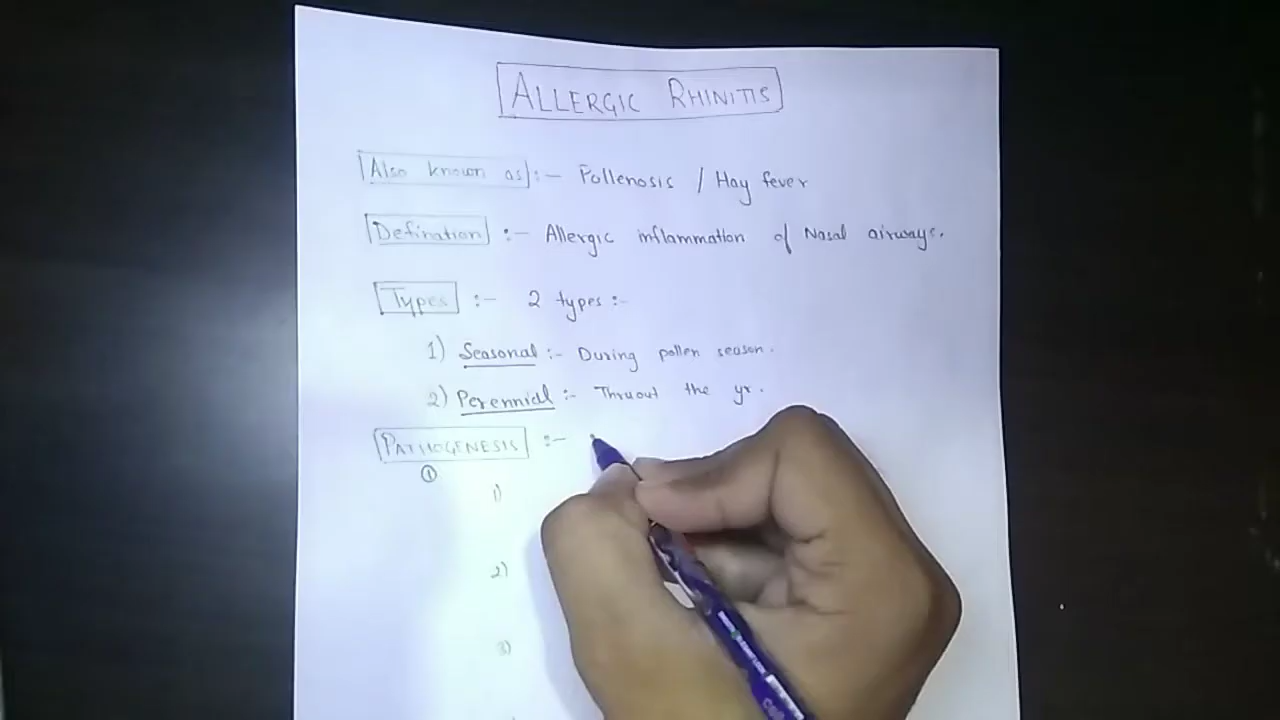 ALLERGIC RHINITIS
Also known as :- Pollenosis / Hay fever
Defination :- Allergic inflammation of Nasal airways.
Types :- 2 types :-
1) Seasonal :- During pollen season.
2) Perennial :- Thruout the yr.
PATHOGENESIS :-
①
1)
2)
3)